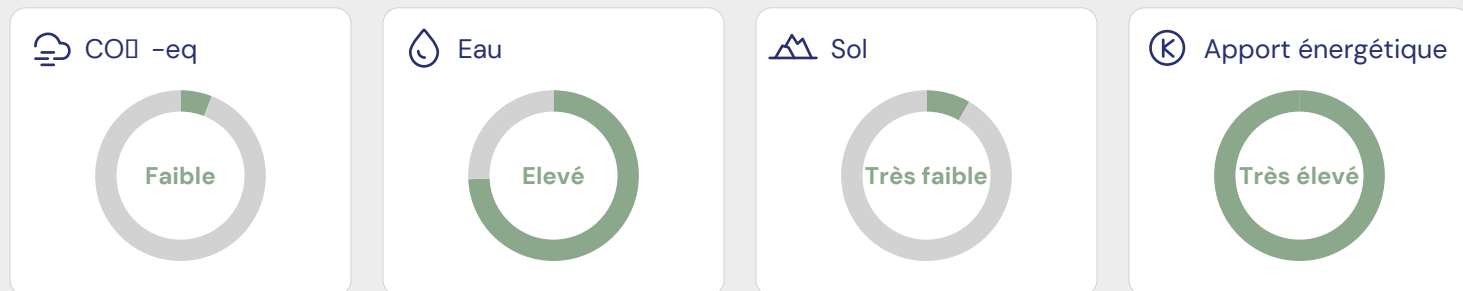 CO▯ -eq
Eau
Sol
Apport énergétique
Faible
Elevé
Très faible
Très élevé